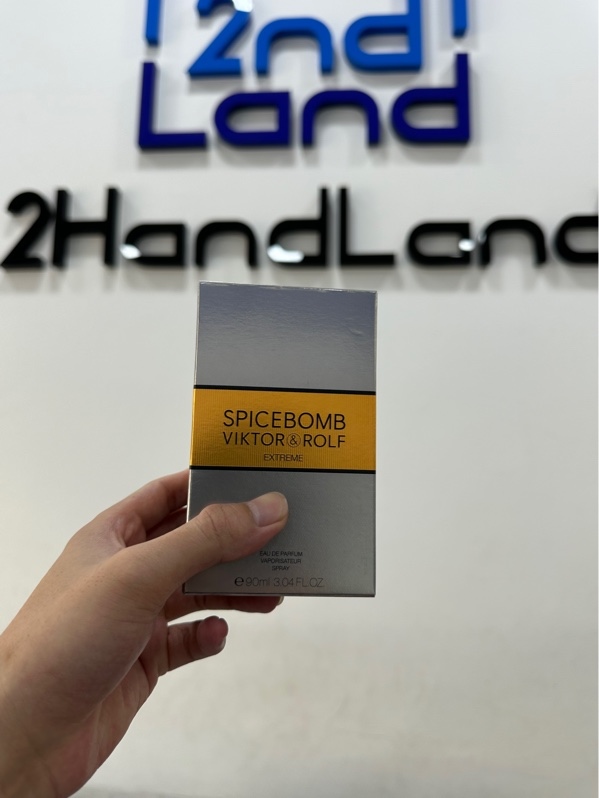 2nd
Land
2HandLand
SPICEBOMB
VIKTOR&ROLF
EXTREME
EAU DE PARFUM
VAPORISATEUR
SPRAY
℮ 90ml 3.04 FL.OZ.